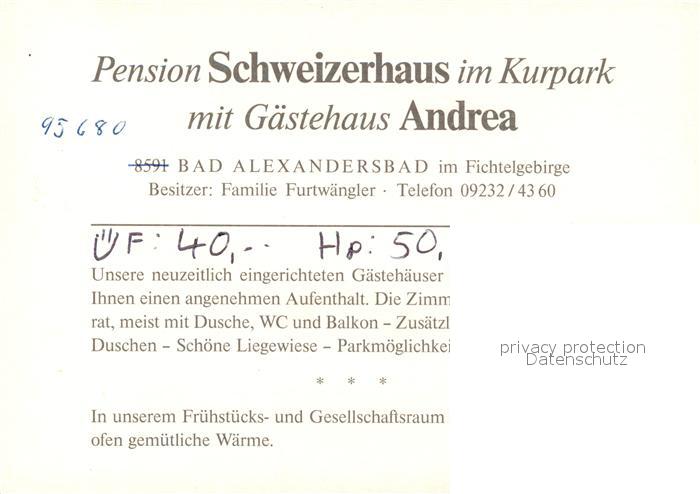 Pension Schweizerhaus im Kurpark
mit Gästehaus Andrea
95680
8591 BAD ALEXANDERSBAD im Fichtelgebirge
Besitzer: Familie Furtwängler · Telefon 09232/4360
ÜF: 40,-- Hp: 50,
Unsere neuzeitlich eingerichteten Gästehäuser
Ihnen einen angenehmen Aufenthalt. Die Zimm
rat, meist mit Dusche, WC und Balkon – Zusätzl
Duschen – Schöne Liegewiese – Parkmöglichkei
privacy protection
Datenschutz
* * *
In unserem Frühstücks- und Gesellschaftsraum
ofen gemütliche Wärme.